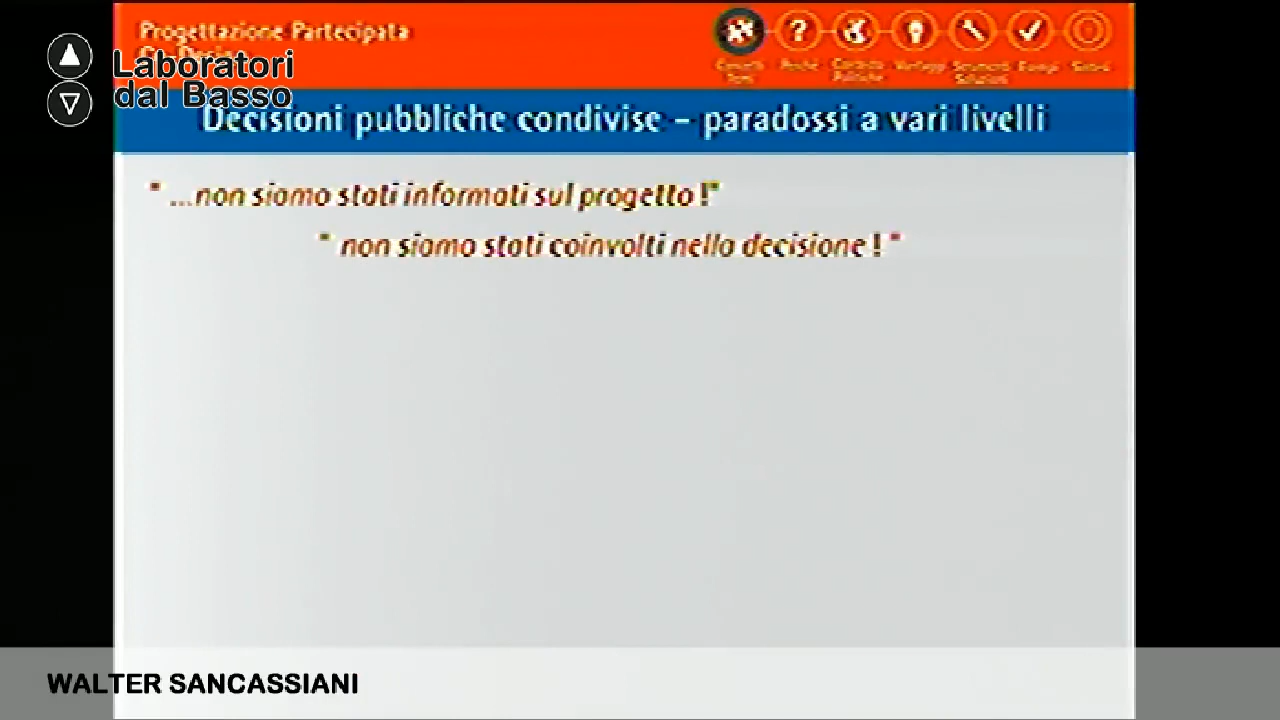 Progettazione Partecipata
Laboratori
dal Basso
Decisioni pubbliche condivise – paradossi a vari livelli
" ...non siamo stati informati sul progetto !"
" non siamo stati coinvolti nella decisione ! "
WALTER SANCASSIANI